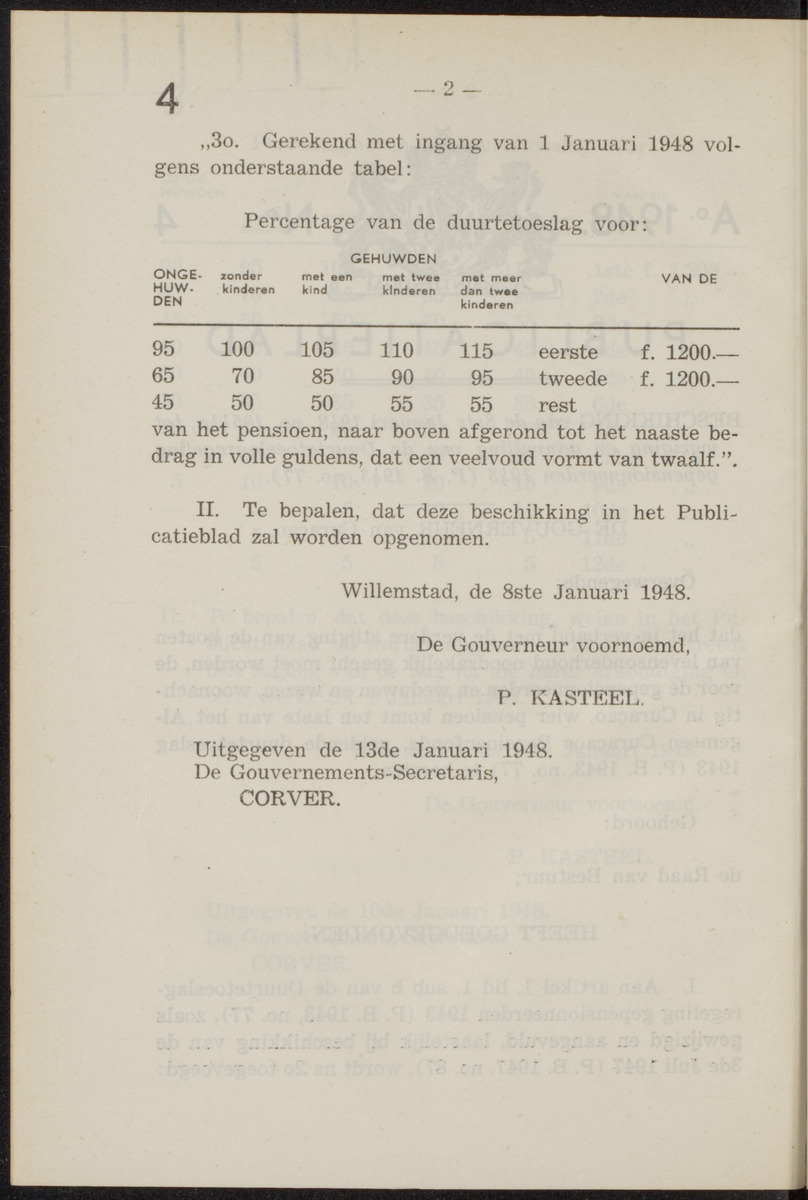 4
— 2 —
„3o. Gerekend met ingang van 1 Januari 1948 vol-
gens onderstaande tabel:
Percentage van de duurtetoeslag voor:
GEHUWDEN
ONGE- zonder met een met twee met meer VAN DE
HUW- kinderen kind kinderen dan twee
DEN kinderen
95 100 105 110 115 eerste f. 1200.—
65 70 85 90 95 tweede f. 1200.—
45 50 50 55 55 rest
van het pensioen, naar boven afgerond tot het naaste be-
drag in volle guldens, dat een veelvoud vormt van twaalf.”.
II. Te bepalen, dat deze beschikking in het Publi-
catieblad zal worden opgenomen.
Willemstad, de 8ste Januari 1948.
De Gouverneur voornoemd,
P. KASTEEL.
Uitgegeven de 13de Januari 1948.
De Gouvernements-Secretaris,
CORVER.